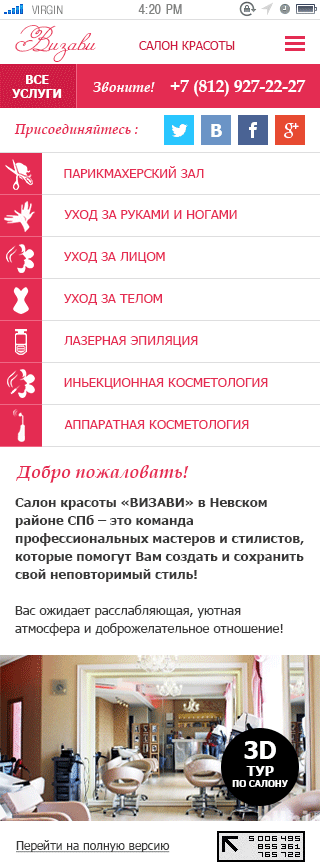 VIRGIN 4:20 PM
Визави САЛОН КРАСОТЫ
ВСЕ УСЛУГИ
Звоните! +7 (812) 927-22-27
Присоединяйтесь :
В f g+
ПАРИКМАХЕРСКИЙ ЗАЛ
УХОД ЗА РУКАМИ И НОГАМИ
УХОД ЗА ЛИЦОМ
УХОД ЗА ТЕЛОМ
ЛАЗЕРНАЯ ЭПИЛЯЦИЯ
ИНЬЕКЦИОННАЯ КОСМЕТОЛОГИЯ
АППАРАТНАЯ КОСМЕТОЛОГИЯ
Добро пожаловать!
Салон красоты «ВИЗАВИ» в Невском
районе СПб – это команда
профессиональных мастеров и стилистов,
которые помогут Вам создать и сохранить
свой неповторимый стиль!
Вас ожидает расслабляющая, уютная
атмосфера и доброжелательное отношение!
3D
ТУР
ПО САЛОНУ
Перейти на полную версию
5 006 495
855 361
765 722